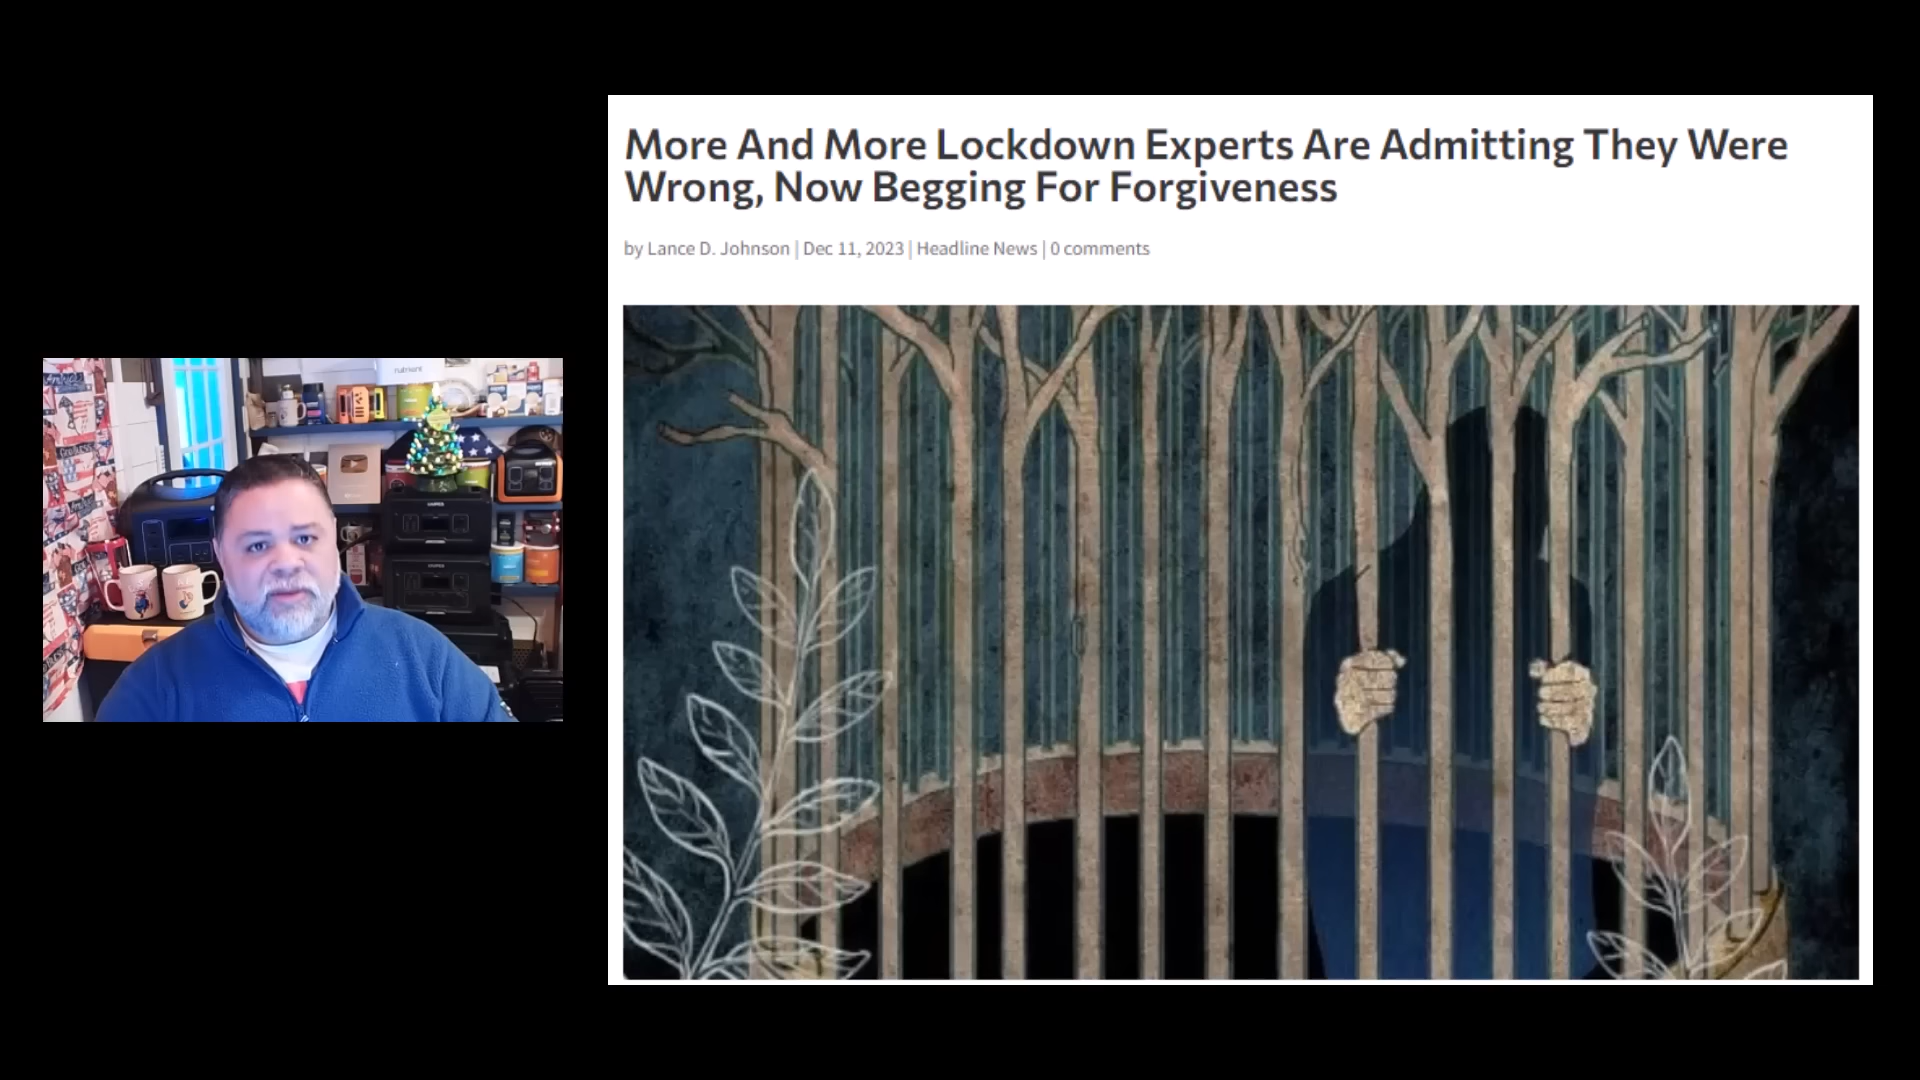 More And More Lockdown Experts Are Admitting They Were
Wrong, Now Begging For Forgiveness
by Lance D. Johnson | Dec 11, 2023 | Headline News | 0 comments
nutrient